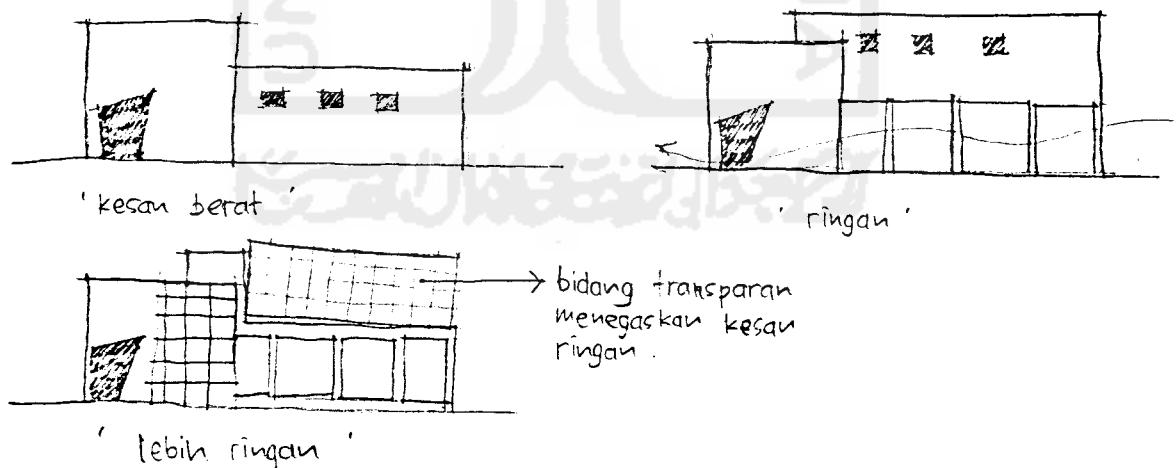 'kesan berat'
'ringan'
bidang transparan
menegaskan kesan
ringan.
'lebih ringan'